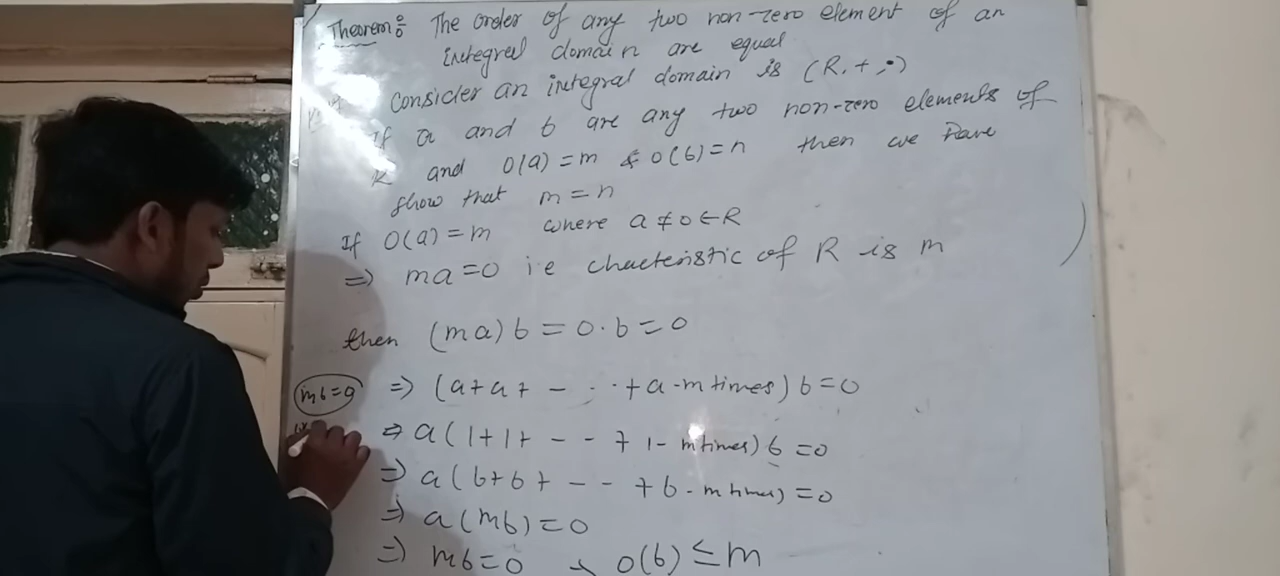 Theorem: The order of any two non-zero element of an
integral domain are equal
Consider an integral domain is (R, +, ·)
If a and b are any two non-zero elements of
R and O(a) = m & O(b) = n then we have
show that m = n
If O(a) = m where a ≠ 0 ∈ R
⇒ ma = 0 i e chacteristic of R is m
then (ma) b = 0 · b = 0
mb=0 ⇒ (a + a + - - · · + a - m times) b = 0
⇒ a (1 + 1 + - - + 1 - m times) b = 0
⇒ a (b + b + - - + b - m times) = 0
⇒ a (mb) = 0
⇒ mb = 0 → O(b) ≤ m